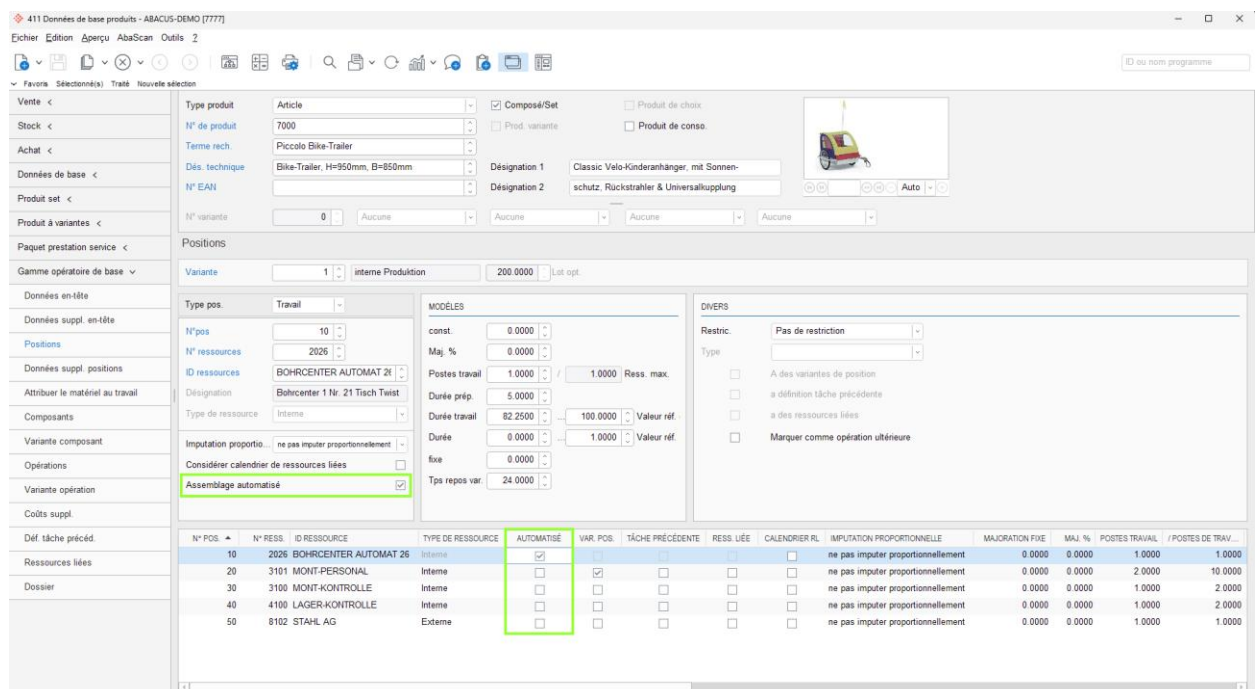 411 Données de base produits - ABACUS-DEMO [7777]
Eichier Edition Aperçu AbaScan Outils ?
ID ou nom programme
Favoris Sélectionné(s) Traité Nouvelle sélection
Vente <
Stock <
Achat <
Données de base <
Produit set <
Produit à variantes <
Paquet prestation service <
Gamme opératoire de base
Données en-tête
Données suppl. en-tête
Positions
Données suppl. positions
Attribuer le matériel au travail
Composants
Variante composant
Opérations
Variante opération
Coûts suppl.
Déf. tâche précéd.
Ressources liées
Dossier
Type produit Article Composé/Set Produit de choix
N° de produit 7000 Prod. variante Produit de conso.
Terme rech. Piccolo Bike-Trailer
Dés. technique Bike-Trailer, H=950mm, B=850mm Désignation 1 Classic Velo-Kinderanhänger, mit Sonnen-
N° EAN Désignation 2 schutz, Rückstrahler & Universalkupplung Auto
N° variante 0 Aucune Aucune Aucune Aucune
Positions
Variante 1 interne Produktion 200.0000 Lot opt.
Type pos. Travail
N°pos 10
N° ressources 2026
ID ressources BOHRCENTER AUTOMAT 26
Désignation Bohrcenter 1 Nr. 21 Tisch Twist
Type de ressource Interne
Imputation proportio... ne pas imputer proportionnellement
Considérer calendrier de ressources liées
Assemblage automatisé
MODÈLES
const. 0.0000
Maj. % 0.0000
Postes travail 1.0000 / 1.0000 Ress. max.
Durée prép. 5.0000
Durée travail 82.2500 ... 100.0000 Valeur réf.
Durée 0.0000 ... 1.0000 Valeur réf.
fixe 0.0000
Tps repos var. 24.0000
DIVERS
Restric. Pas de restriction
Type
A des variantes de position
a définition tâche précédente
a des ressources liées
Marquer comme opération ultérieure
N° POS. N° RESS. ID RESSOURCE TYPE DE RESSOURCE AUTOMATISÉ VAR. POS. TÂCHE PRÉCÉDENTE RESS. LIÉE CALENDRIER RL IMPUTATION PROPORTIONNELLE MAJORATION FIXE MAJ. % POSTES TRAVAIL / POSTES DE TRAV...
10 2026 BOHRCENTER AUTOMAT 26 Interne ne pas imputer proportionnellement 0.0000 0.0000 1.0000 1.0000
20 3101 MONT-PERSONAL Interne ne pas imputer proportionnellement 0.0000 0.0000 2.0000 10.0000
30 3100 MONT-KONTROLLE Interne ne pas imputer proportionnellement 0.0000 0.0000 1.0000 2.0000
40 4100 LAGER-KONTROLLE Interne ne pas imputer proportionnellement 0.0000 0.0000 1.0000 2.0000
50 8102 STAHL AG Externe ne pas imputer proportionnellement 0.0000 0.0000 1.0000 1.0000